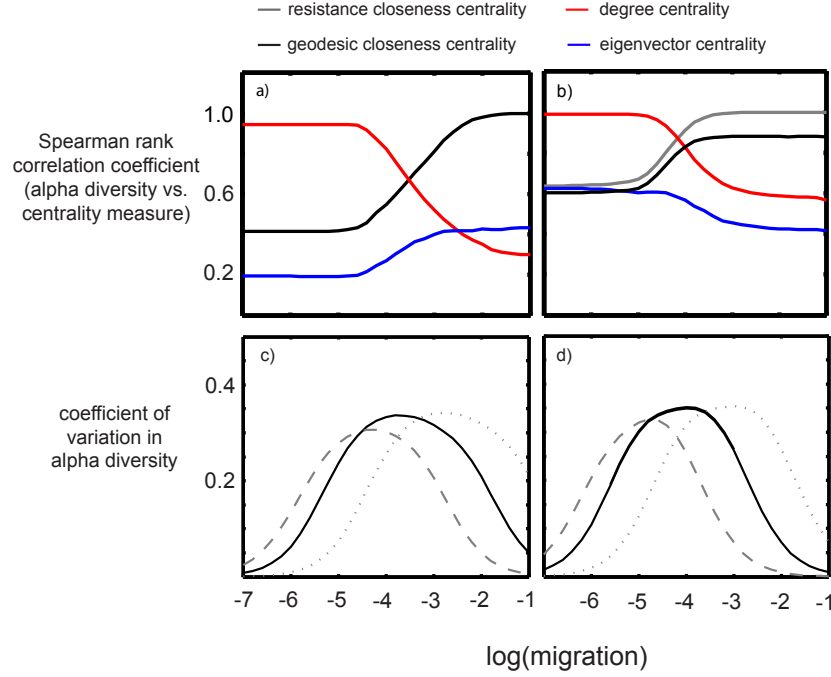 resistance closeness centrality
degree centrality
geodesic closeness centrality
eigenvector centrality
a)
b)
1.0
0.6
0.2
Spearman rank
correlation coefficient
(alpha diversity vs.
centrality measure)
c)
d)
0.4
0.2
coefficient of
variation in
alpha diversity
-7 -6 -5 -4 -3 -2 -1
-6 -5 -4 -3 -2 -1
log(migration)